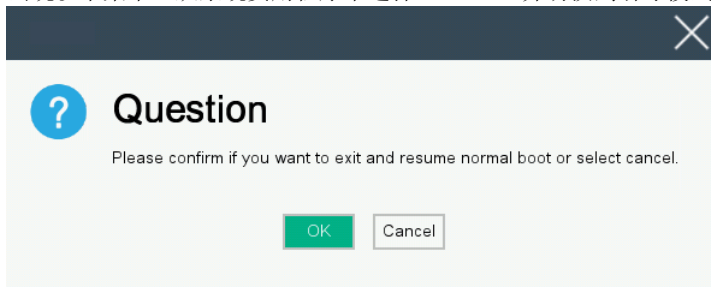 Question
Please confirm if you want to exit and resume normal boot or select cancel.
OK
Cancel